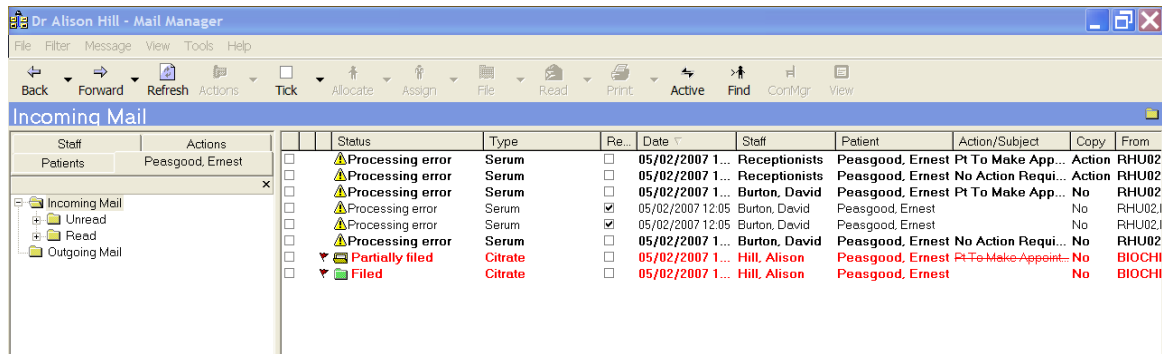 Dr Alison Hill - Mail Manager
File Filter Message View Tools Help
Back Forward Refresh Actions Tick Allocate Assign File Read Print Active Find ConMgr View
Incoming Mail
Staff Actions
Patients Peasgood, Ernest
x
Incoming Mail
Unread
Read
Outgoing Mail
Status Type Re... Date Staff Patient Action/Subject Copy From
Processing error Serum 05/02/2007 1... Receptionists Peasgood, Ernest Pt To Make App... Action RHU02
Processing error Serum 05/02/2007 1... Receptionists Peasgood, Ernest No Action Requi... Action RHU02
Processing error Serum 05/02/2007 1... Burton, David Peasgood, Ernest Pt To Make App... No RHU02
Processing error Serum 05/02/2007 12:05 Burton, David Peasgood, Ernest No RHU02,I
Processing error Serum 05/02/2007 12:05 Burton, David Peasgood, Ernest No RHU02,I
Processing error Serum 05/02/2007 1... Burton, David Peasgood, Ernest No Action Requi... No RHU02
Partially filed Citrate 05/02/2007 1... Hill, Alison Peasgood, Ernest Pt To Make Appoint... No BIOCHI
Filed Citrate 05/02/2007 1... Hill, Alison Peasgood, Ernest No BIOCHI